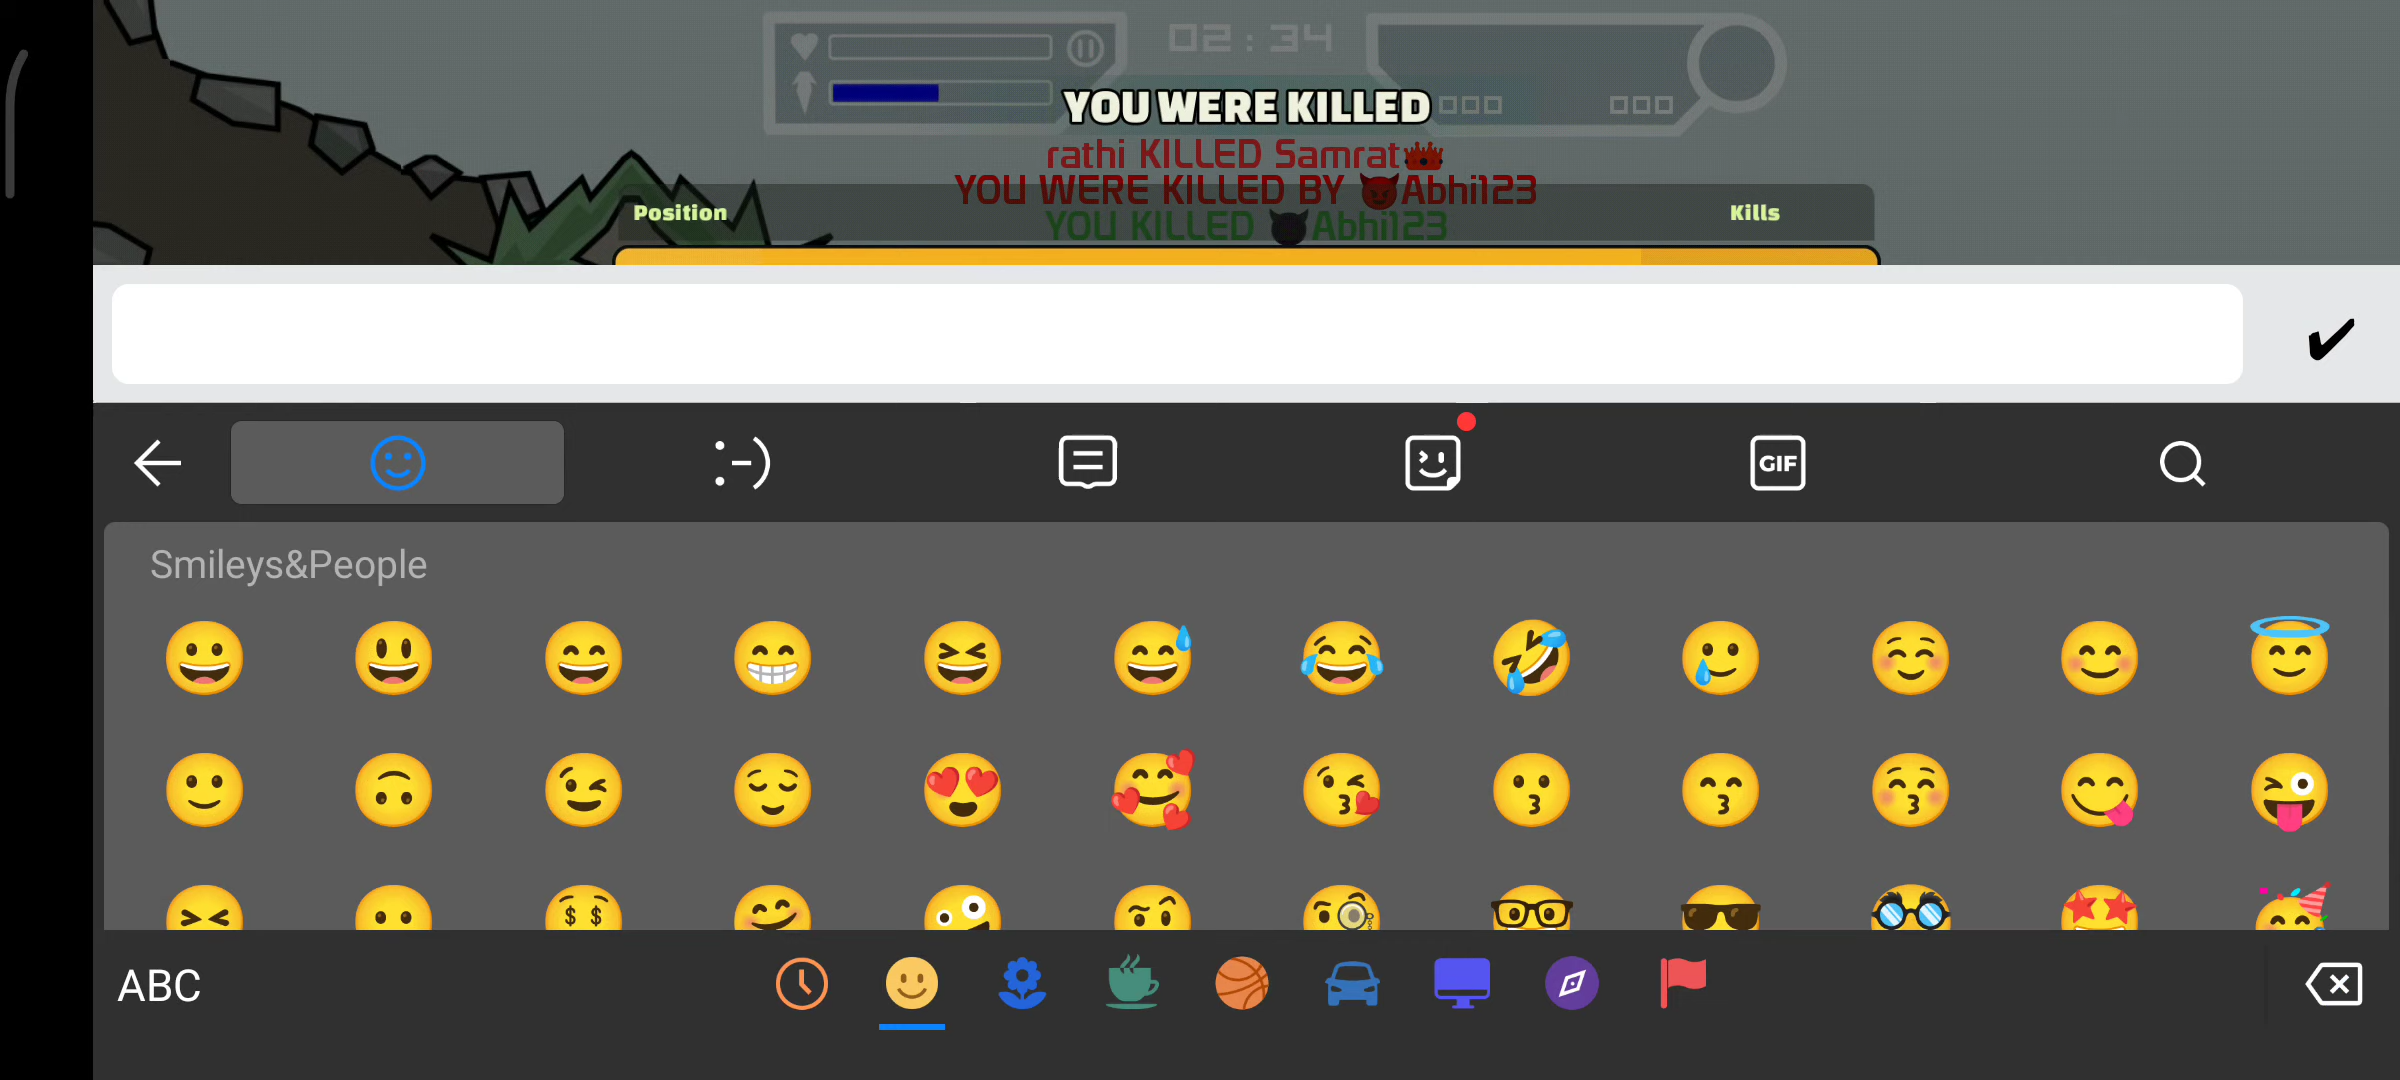 02:34
YOU WERE KILLED
rathi KILLED Samrat👑
YOU WERE KILLED BY 😈Abhi123
Position Kills
YOU KILLED 😈Abhi123
:-)
GIF
Smileys&People
ABC